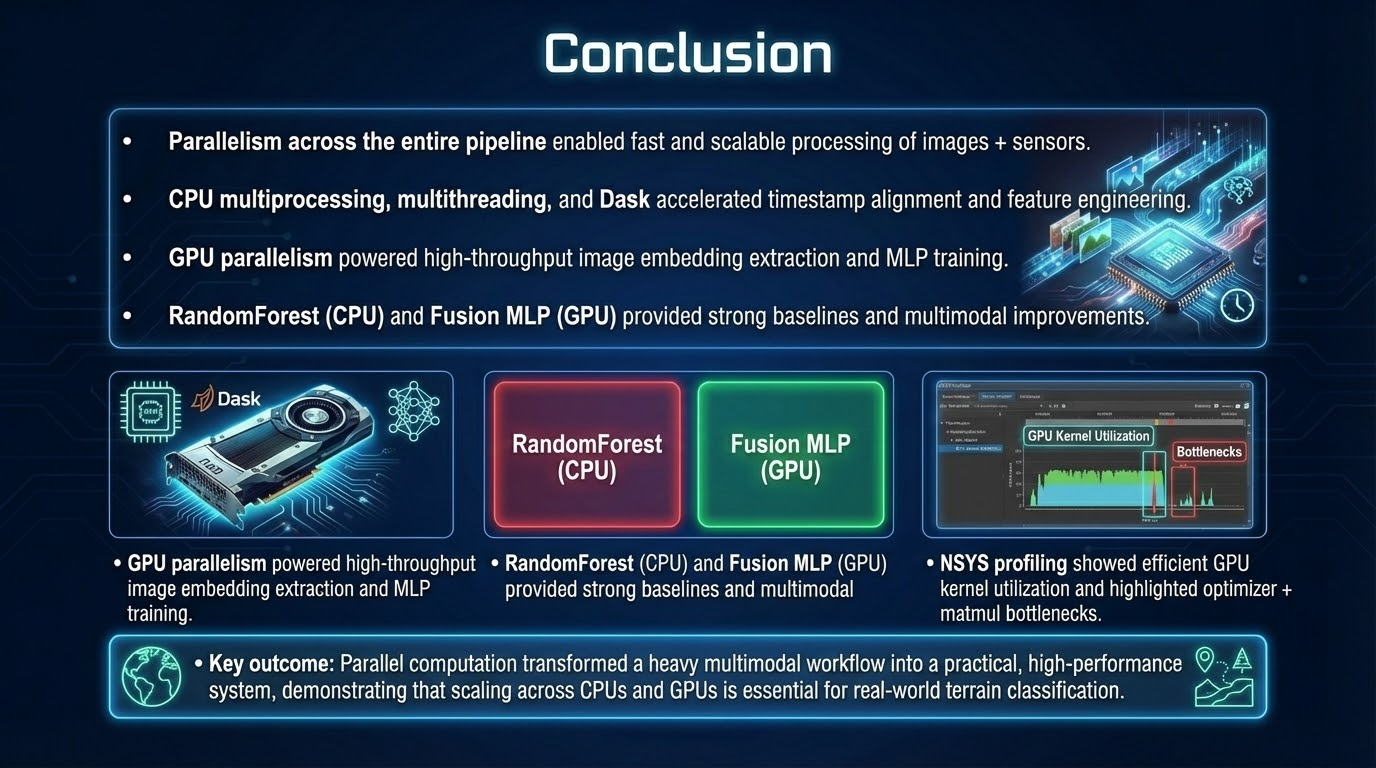 Conclusion
• Parallelism across the entire pipeline enabled fast and scalable processing of images + sensors.
• CPU multiprocessing, multithreading, and Dask accelerated timestamp alignment and feature engineering.
• GPU parallelism powered high-throughput image embedding extraction and MLP training.
• RandomForest (CPU) and Fusion MLP (GPU) provided strong baselines and multimodal improvements.
Dask
RandomForest
(CPU)
Fusion MLP
(GPU)
GPU Kernel Utilization
Bottlenecks
• GPU parallelism powered high-throughput
image embedding extraction and MLP
training.
• RandomForest (CPU) and Fusion MLP (GPU)
provided strong baselines and multimodal
• NSYS profiling showed efficient GPU
kernel utilization and highlighted optimizer +
matmul bottlenecks.
• Key outcome: Parallel computation transformed a heavy multimodal workflow into a practical, high-performance
system, demonstrating that scaling across CPUs and GPUs is essential for real-world terrain classification.